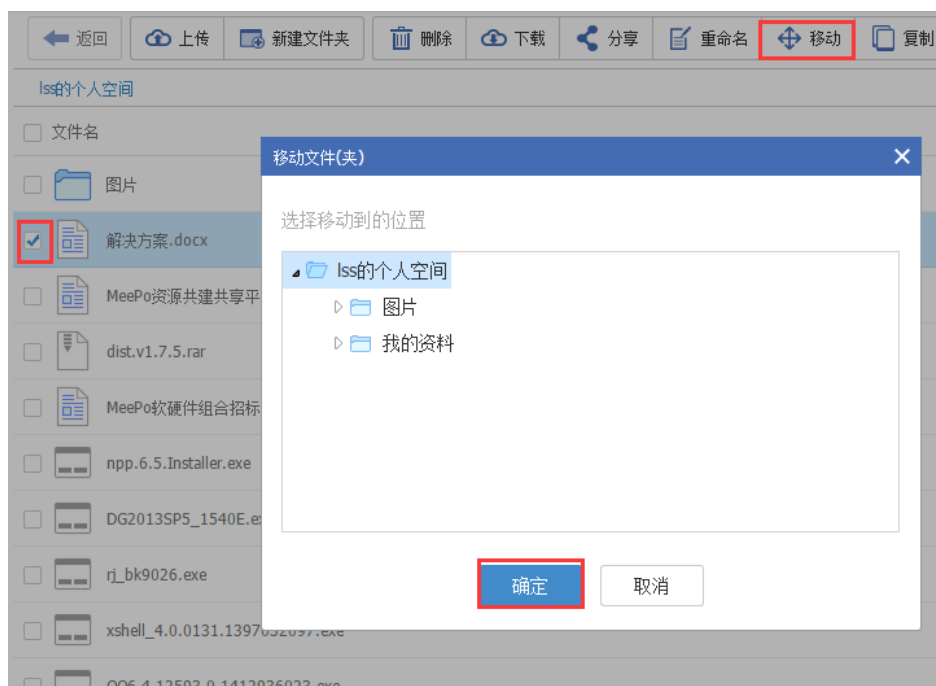 返回 上传 新建文件夹 删除 下载 分享 重命名 移动 复制
lss的个人空间
文件名
移动文件(夹)
图片
选择移动到的位置
解决方案.docx
lss的个人空间
MeePo资源共建共享平
图片
我的资料
dist.v1.7.5.rar
MeePo软硬件组合招标
npp.6.5.Installer.exe
DG2013SP5_1540E.e
rj_bk9026.exe
确定 取消
xshell_4.0.0131.1397032097.exe